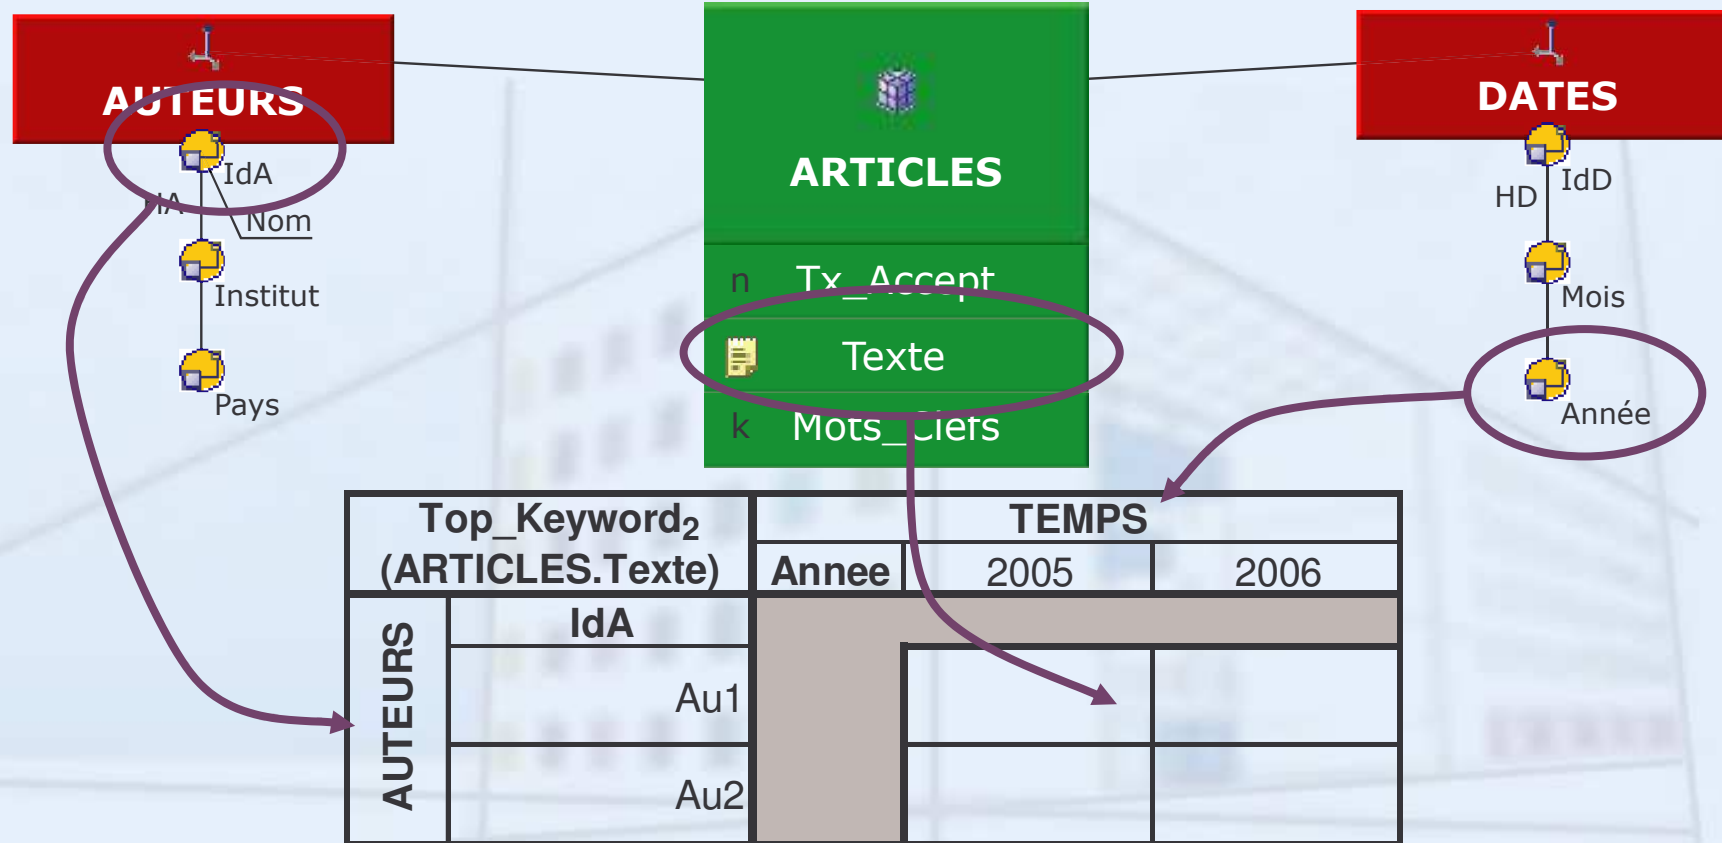 AUTEURS
IdA
HA
Nom
Institut
Pays
ARTICLES
n Tx_Accept
Texte
k Mots_Clefs
DATES
IdD
HD
Mois
Année
Top_Keyword2
(ARTICLES.Texte)
TEMPS
Annee 2005 2006
AUTEURS
IdA
Au1
Au2